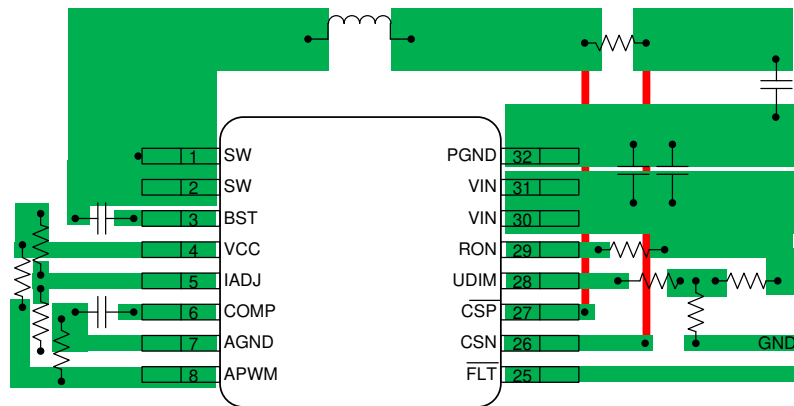 1 SW PGND 32
2 SW VIN 31
3 BST VIN 30
4 VCC RON 29
5 IADJ UDIM 28
6 COMP CSP 27
7 AGND CSN 26 GND
8 APWM FLT 25